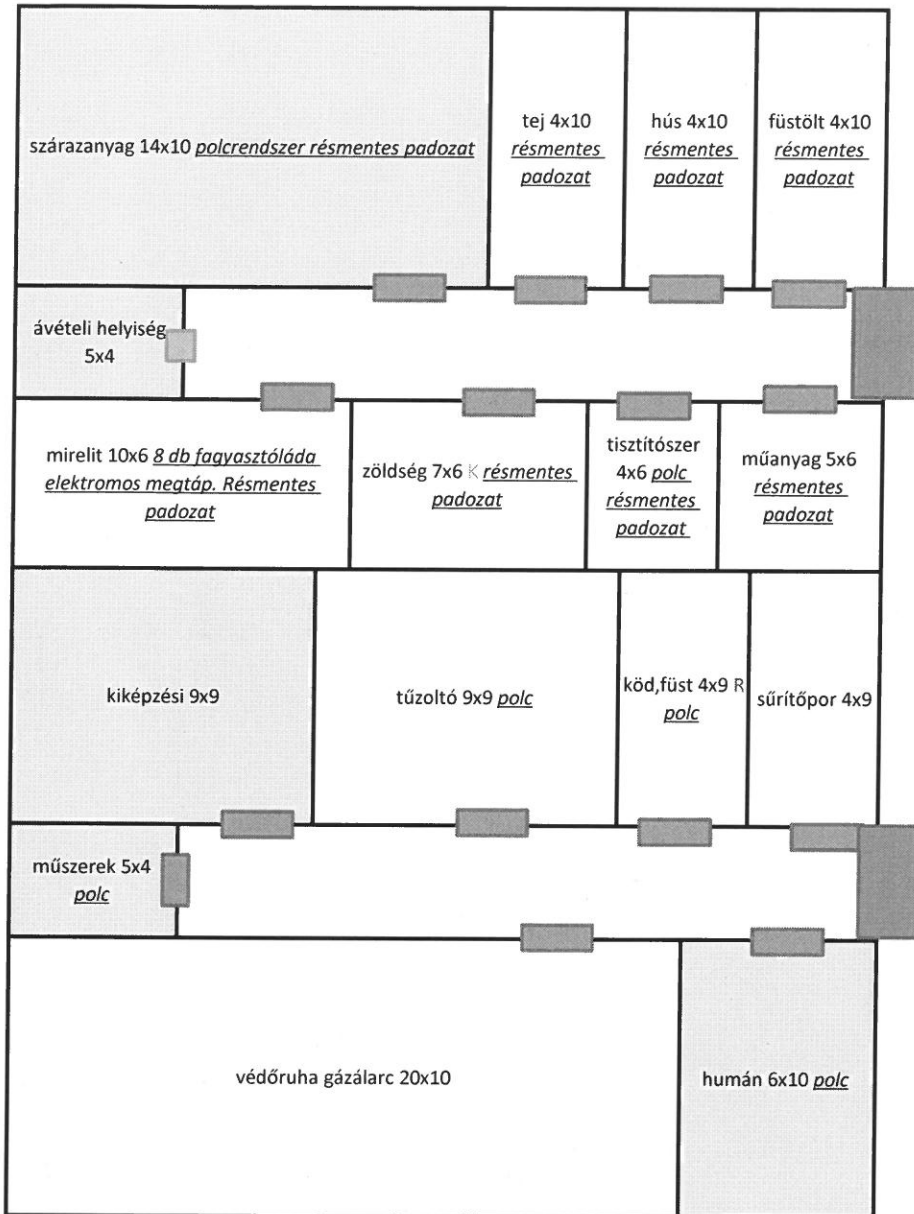 szárazanyag 14x10 polcrendszer résmentes padozat
tej 4x10
résmentes
padozat
hús 4x10
résmentes
padozat
füstölt 4x10
résmentes
padozat
ávételi helyiség
5x4
mirelit 10x6 8 db fagyasztóláda
elektromos megtáp. Résmentes
padozat
zöldség 7x6 K résmentes
padozat
tisztítószer
4x6 polc
résmentes
padozat
műanyag 5x6
résmentes
padozat
kiképzési 9x9
tűzoltó 9x9 polc
köd,füst 4x9 R
polc
sűrítőpor 4x9
műszerek 5x4
polc
védőruha gázálarc 20x10
humán 6x10 polc